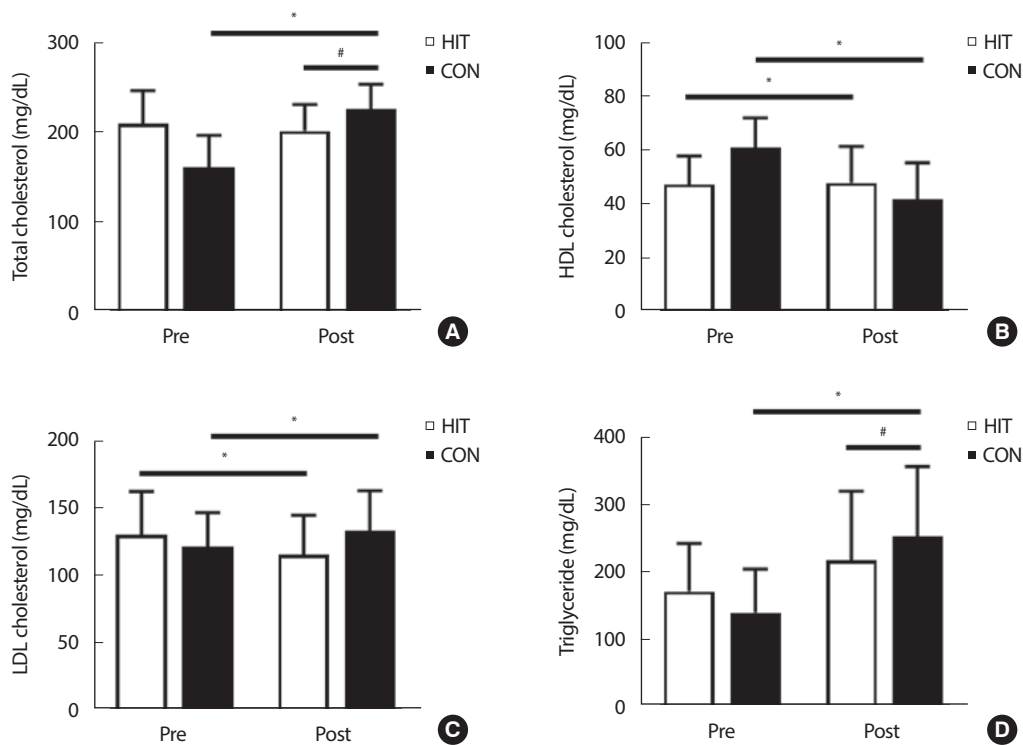 *
300
□ HIT
#
■ CON
200
100
0
Total cholesterol (mg/dL)
Pre
Post
A
*
100
□ HIT
*
■ CON
80
60
40
20
0
HDL cholesterol (mg/dL)
Pre
Post
B
*
200
□ HIT
*
■ CON
150
100
50
0
LDL cholesterol (mg/dL)
Pre
Post
C
*
400
□ HIT
#
■ CON
300
200
100
0
Triglyceride (mg/dL)
Pre
Post
D